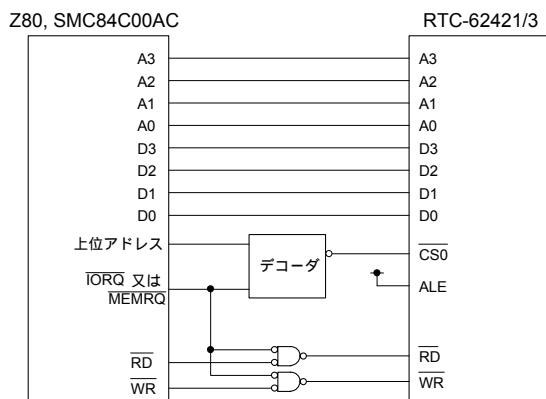 Z80, SMC84C00AC RTC-62421/3
A3 A3
A2 A2
A1 A1
A0 A0
D3 D3
D2 D2
D1 D1
D0 D0
上位アドレス
デコーダ
CS0
IORQ 又は
MEMRQ
ALE
RD RD
WR WR